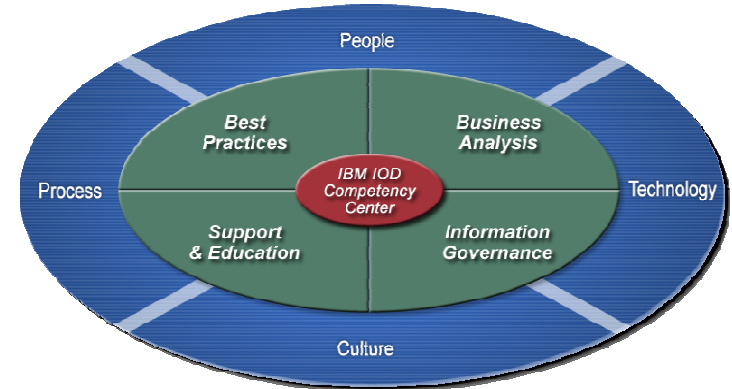 People
Best
Practices
Business
Analysis
Process
IBM IOD
Competency
Center
Technology
Support
& Education
Information
Governance
Culture